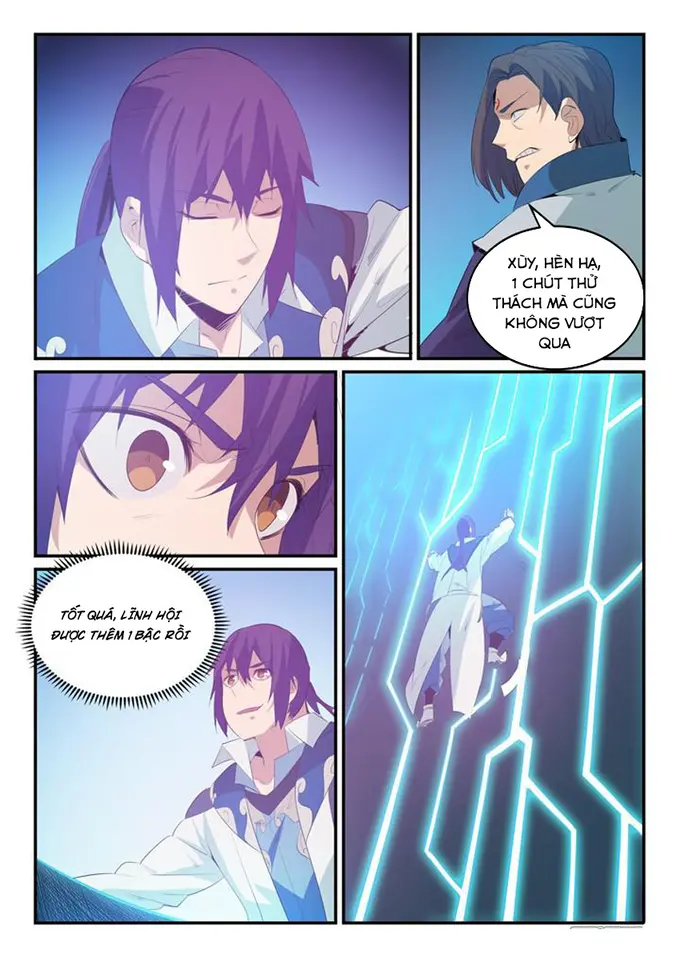 XÙY, HÈN HẠ,
1 CHÚT THỬ
THÁCH MÀ CŨNG
KHÔNG VƯỢT
QUA
TỐT QUÁ, LĨNH HỘI
ĐƯỢC THÊM 1 BẬC RỒI